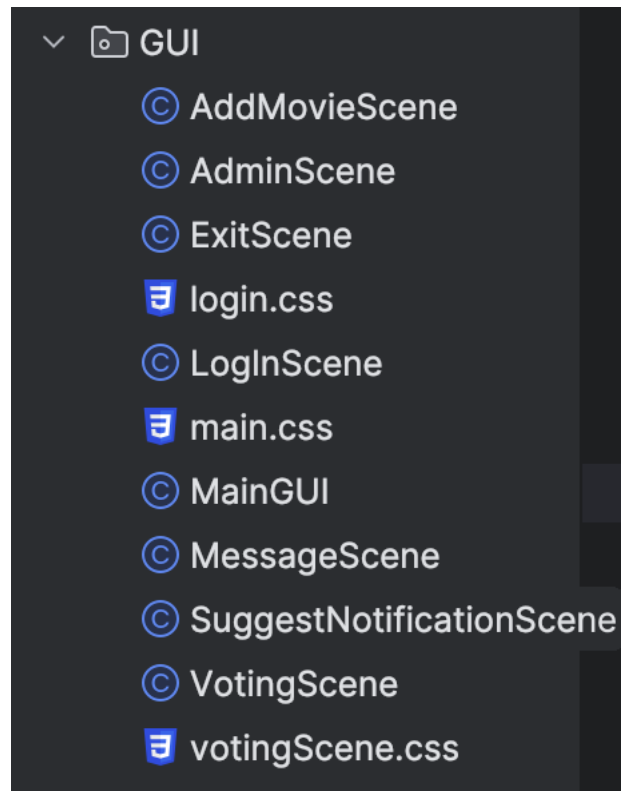 GUI
AddMovieScene
AdminScene
ExitScene
login.css
LogInScene
main.css
MainGUI
MessageScene
SuggestNotificationScene
VotingScene
votingScene.css